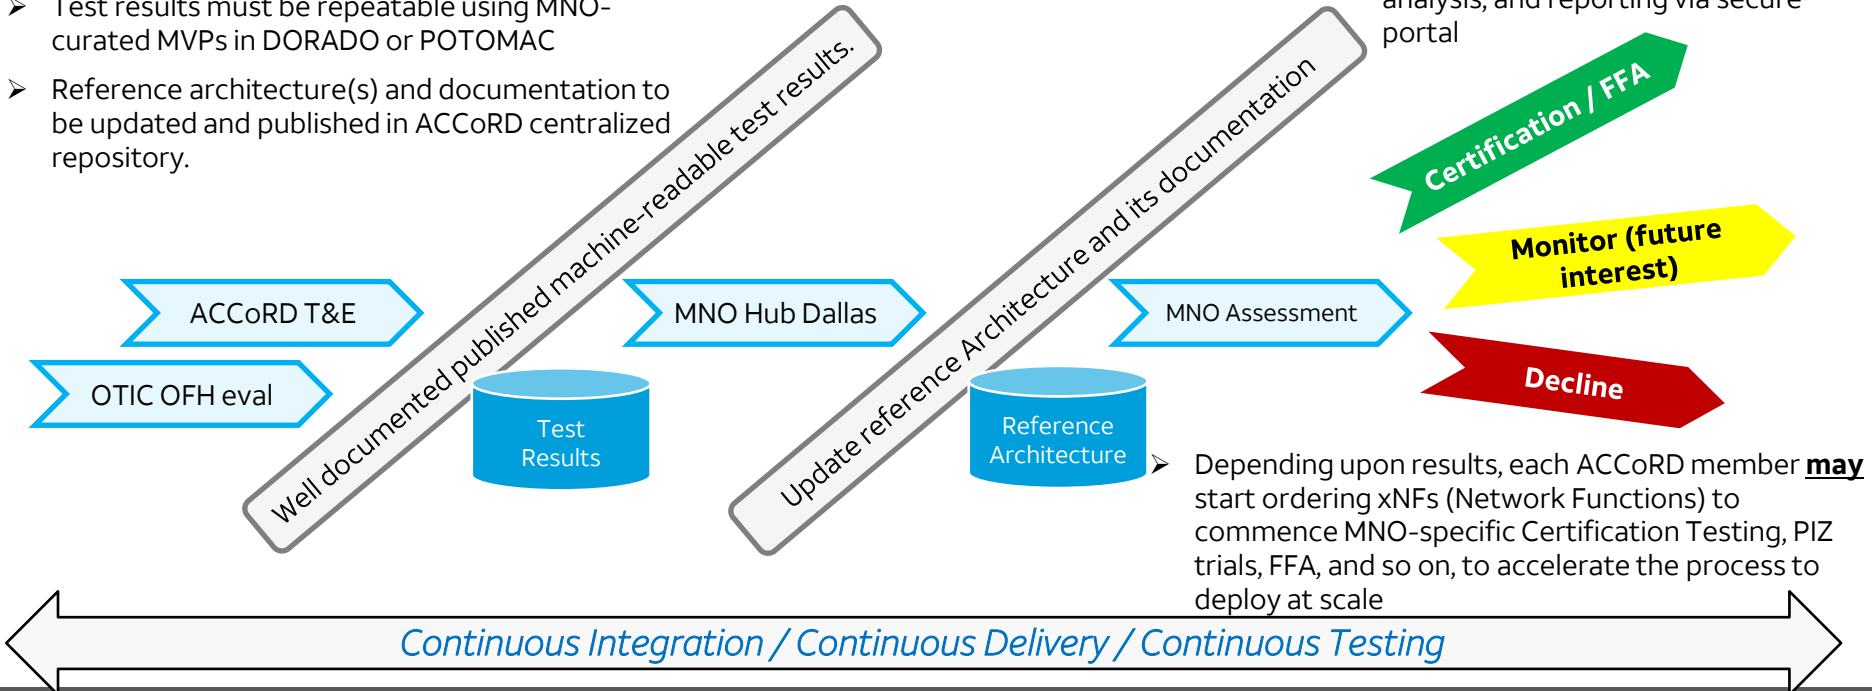 ➢ Test results must be repeatable using MNO-
curated MVPs in DORADO or POTOMAC
➢ Reference architecture(s) and documentation to
be updated and published in ACCoRD centralized
repository.
analysis, and reporting via secure
portal
Well documented published machine-readable test results.
Update reference Architecture and its documentation
Certification / FFA
Monitor (future
interest)
Decline
ACCoRD T&E
OTIC OFH eval
MNO Hub Dallas
MNO Assessment
Test
Results
Reference
Architecture
➢ Depending upon results, each ACCoRD member may
start ordering xNFs (Network Functions) to
commence MNO-specific Certification Testing, PIZ
trials, FFA, and so on, to accelerate the process to
deploy at scale
Continuous Integration / Continuous Delivery / Continuous Testing